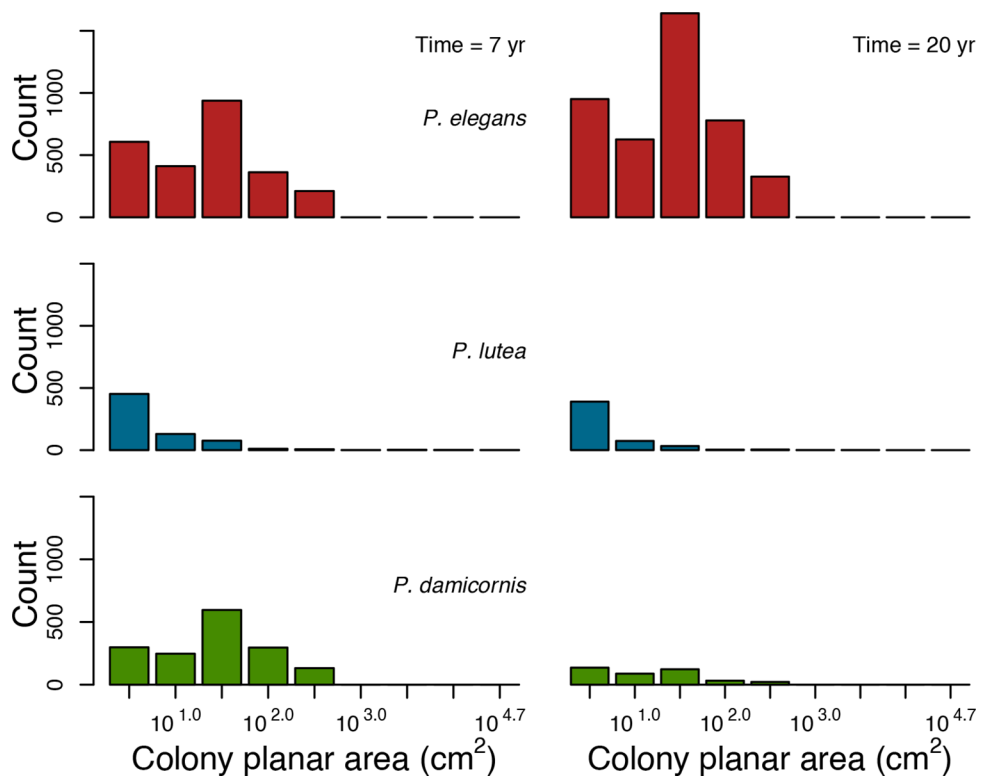 Time = 7 yr
Time = 20 yr
Count
0
500
1000
P. elegans
Count
0
500
1000
P. lutea
Count
0
500
1000
P. damicornis
10^1.0 10^2.0 10^3.0 10^4.7
10^1.0 10^2.0 10^3.0 10^4.7
Colony planar area (cm²)
Colony planar area (cm²)